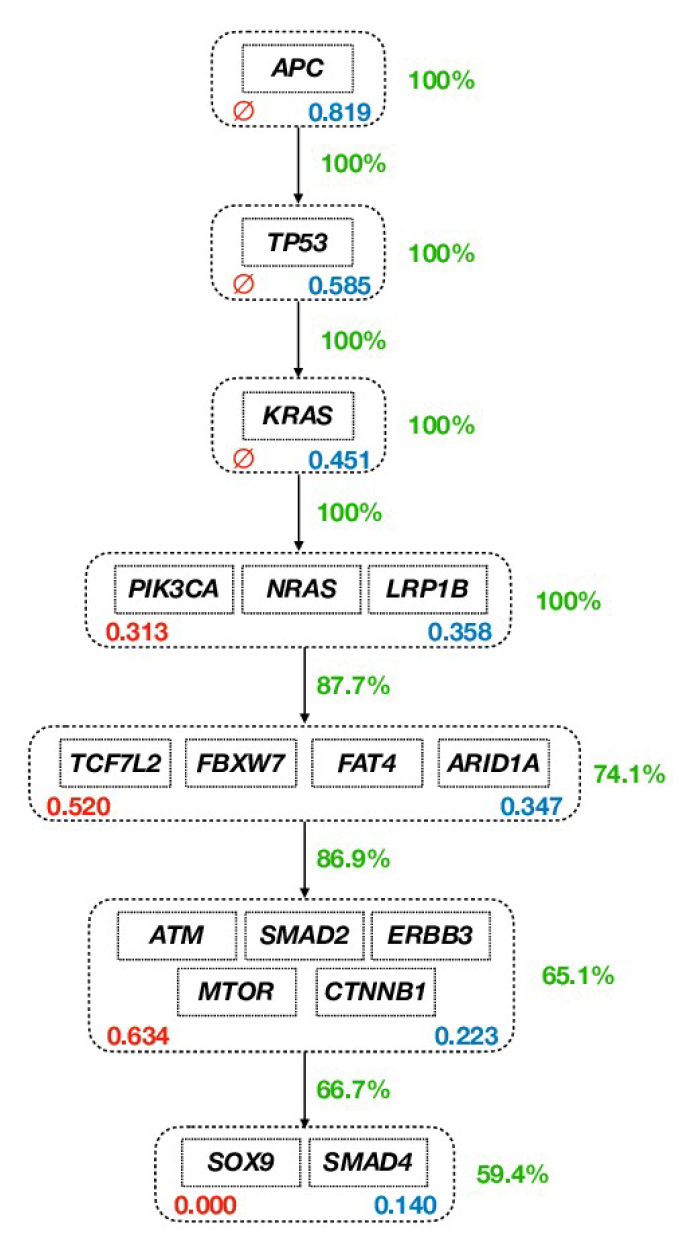 APC
100%
∅ 0.819
100%
TP53
100%
∅ 0.585
100%
KRAS
100%
∅ 0.451
100%
PIK3CA NRAS LRP1B
100%
0.313 0.358
87.7%
TCF7L2 FBXW7 FAT4 ARID1A
74.1%
0.520 0.347
86.9%
ATM SMAD2 ERBB3
65.1%
MTOR CTNNB1
0.634 0.223
66.7%
SOX9 SMAD4
59.4%
0.000 0.140